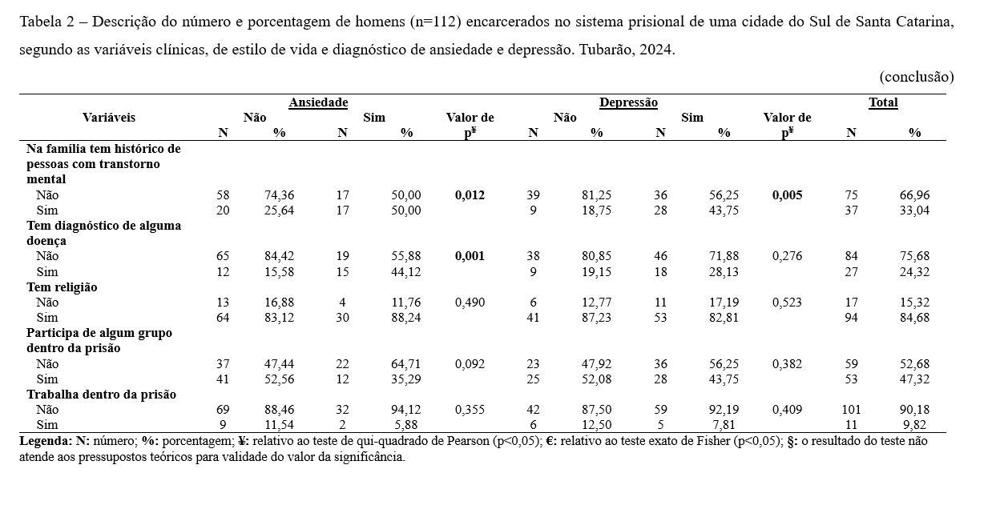 Tabela 2 – Descrição do número e porcentagem de homens (n=112) encarcerados no sistema prisional de uma cidade do Sul de Santa Catarina,
segundo as variáveis clínicas, de estilo de vida e diagnóstico de ansiedade e depressão. Tubarão, 2024.
(conclusão)
Ansiedade Depressão Total
Variáveis Não Sim Valor de Não Sim Valor de
N % N % p¥ N % N % p¥ N %
Na família tem histórico de
pessoas com transtorno
mental
Não 58 74,36 17 50,00 0,012 39 81,25 36 56,25 0,005 75 66,96
Sim 20 25,64 17 50,00 9 18,75 28 43,75 37 33,04
Tem diagnóstico de alguma
doença
Não 65 84,42 19 55,88 0,001 38 80,85 46 71,88 0,276 84 75,68
Sim 12 15,58 15 44,12 9 19,15 18 28,13 27 24,32
Tem religião
Não 13 16,88 4 11,76 0,490 6 12,77 11 17,19 0,523 17 15,32
Sim 64 83,12 30 88,24 41 87,23 53 82,81 94 84,68
Participa de algum grupo
dentro da prisão
Não 37 47,44 22 64,71 0,092 23 47,92 36 56,25 0,382 59 52,68
Sim 41 52,56 12 35,29 25 52,08 28 43,75 53 47,32
Trabalha dentro da prisão
Não 69 88,46 32 94,12 0,355 42 87,50 59 92,19 0,409 101 90,18
Sim 9 11,54 2 5,88 6 12,50 5 7,81 11 9,82
Legenda: N: número; %: porcentagem; ¥: relativo ao teste de qui-quadrado de Pearson (p<0,05); €: relativo ao teste exato de Fisher (p<0,05); §: o resultado do teste não
atende aos pressupostos teóricos para validade do valor da significância.